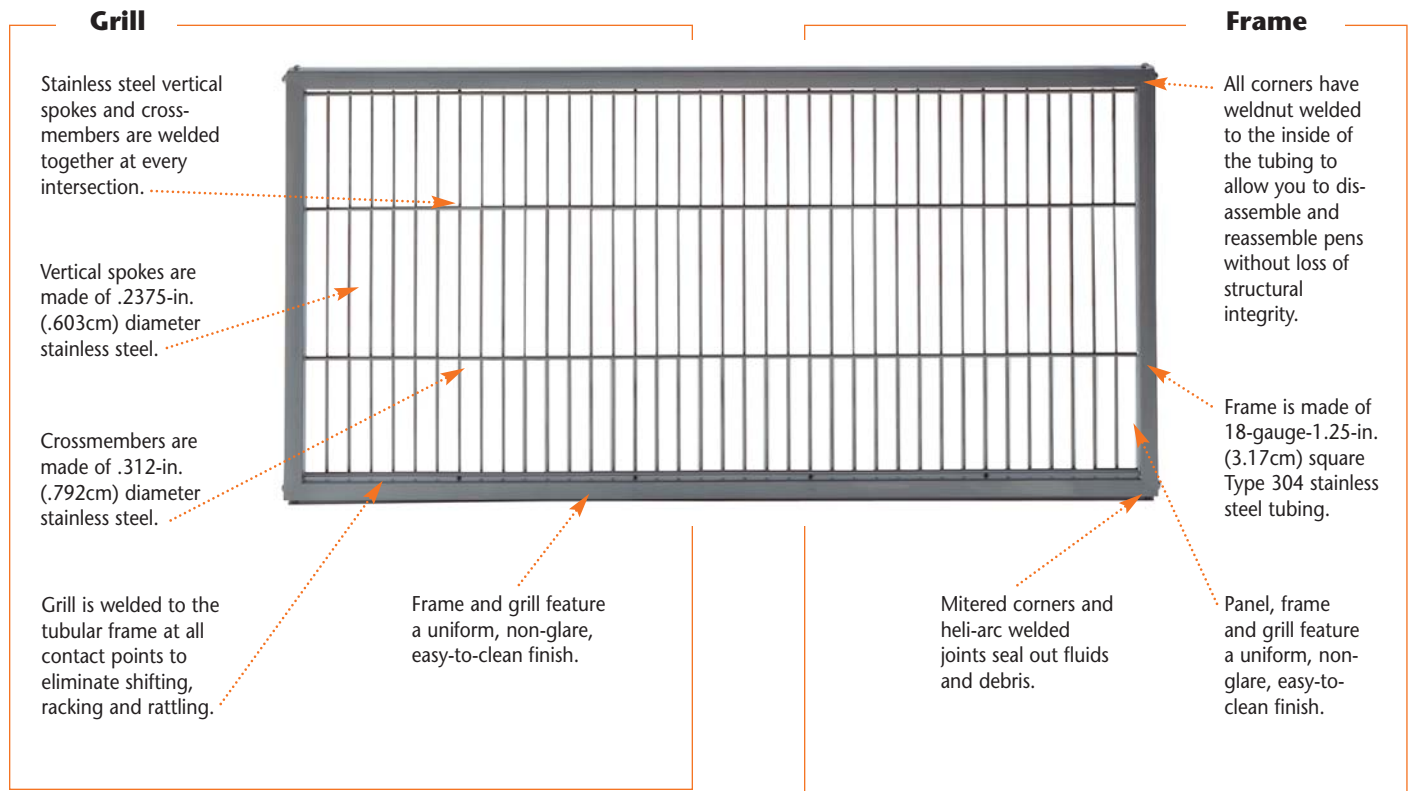 Grill
Stainless steel vertical
spokes and cross-
members are welded
together at every
intersection.
Vertical spokes are
made of .2375-in.
(.603cm) diameter
stainless steel.
Crossmembers are
made of .312-in.
(.792cm) diameter
stainless steel.
Grill is welded to the
tubular frame at all
contact points to
eliminate shifting,
racking and rattling.
Frame and grill feature
a uniform, non-glare,
easy-to-clean finish.
Frame
All corners have
weldnut welded
to the inside of
the tubing to
allow you to dis-
assemble and
reassemble pens
without loss of
structural
integrity.
Frame is made of
18-gauge-1.25-in.
(3.17cm) square
Type 304 stainless
steel tubing.
Mitered corners and
heli-arc welded
joints seal out fluids
and debris.
Panel, frame
and grill feature
a uniform, non-
glare, easy-to-
clean finish.